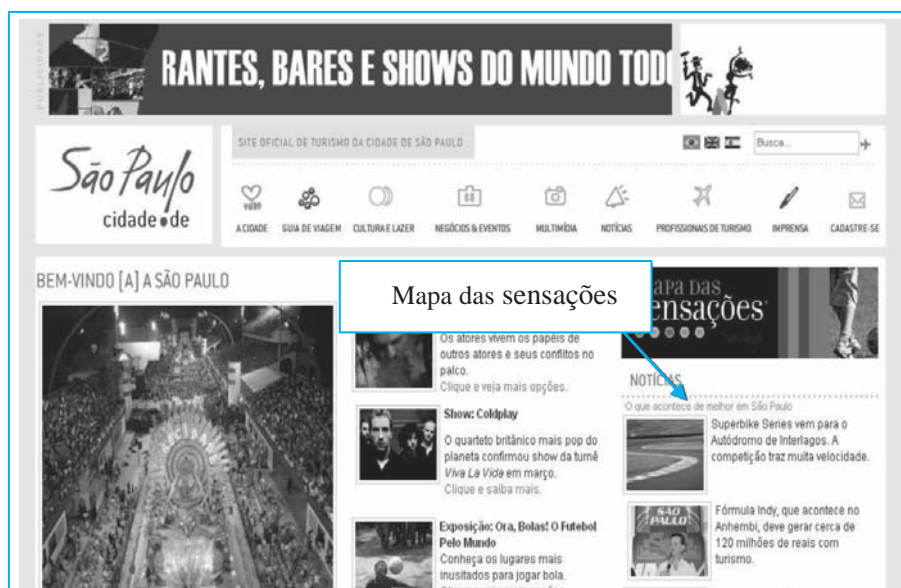 PUBLICIDADE
RANTES, BARES E SHOWS DO MUNDO TODO
SITE OFICIAL DE TURISMO DA CIDADE DE SÃO PAULO
Busca...
São Paulo
cidade de
A CIDADE
GUIA DE VIAGEM
CULTURA E LAZER
NEGÓCIOS & EVENTOS
MULTIMÍDIA
NOTÍCIAS
PROFISSIONAIS DE TURISMO
IMPRENSA
CADASTRE-SE
BEM-VINDO [A] A SÃO PAULO
Mapa das sensações
Os atores vivem os papéis de
outros atores e seus conflitos no
palco.
Clique e veja mais opções.
Show: Coldplay
O quarteto britânico mais pop do
planeta confirmou show da turnê
Viva La Vida em março.
Clique e saiba mais.
Exposição: Ora, Bolas! O Futebol
Pelo Mundo
Conheça os lugares mais
inusitados para jogar bola.
APA DAS
ensações
NOTÍCIAS
O que acontece de melhor em São Paulo
Superbike Series vem para o
Autódromo de Interlagos. A
competição traz muita velocidade.
SÃO
PAULO
Fórmula Indy, que acontece no
Anhembi, deve gerar cerca de
120 milhões de reais com
turismo.